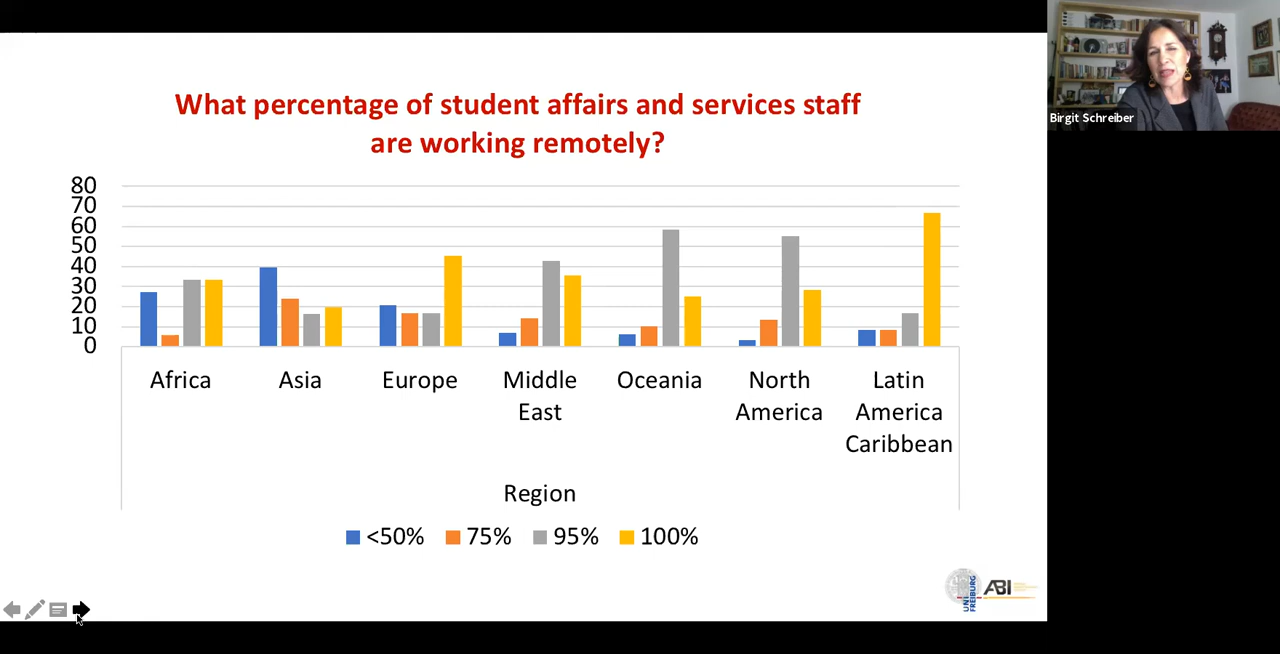 What percentage of student affairs and services staff
are working remotely?
Birgit Schreiber
80
70
60
50
40
30
20
10
0
Africa
Asia
Europe
Middle
East
Oceania
North
America
Latin
America
Caribbean
Region
<50%
75%
95%
100%
UNI
FREIBURG
ABI